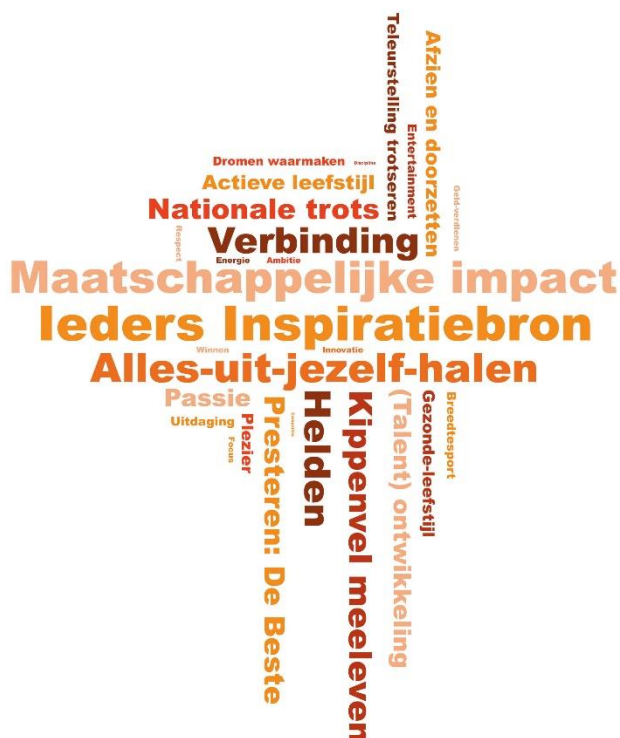 Teleurstelling trotseren
Afzien en doorzetten
Entertainment
Dromen waarmaken
Discipline
Actieve leefstijl
Geld-verdienen
Nationale trots
Respect
Verbinding
Energie
Ambitie
Maatschappelijke impact
Ieders Inspiratiebron
Winnen
Innovatie
Alles-uit-jezelf-halen
Passie
Uitdaging
Focus
Plezier
Presteren: De Beste
Helden
Kippenvel meeleven
(Talent) ontwikkeling
Gezonde-leefstijl
Breedtesport